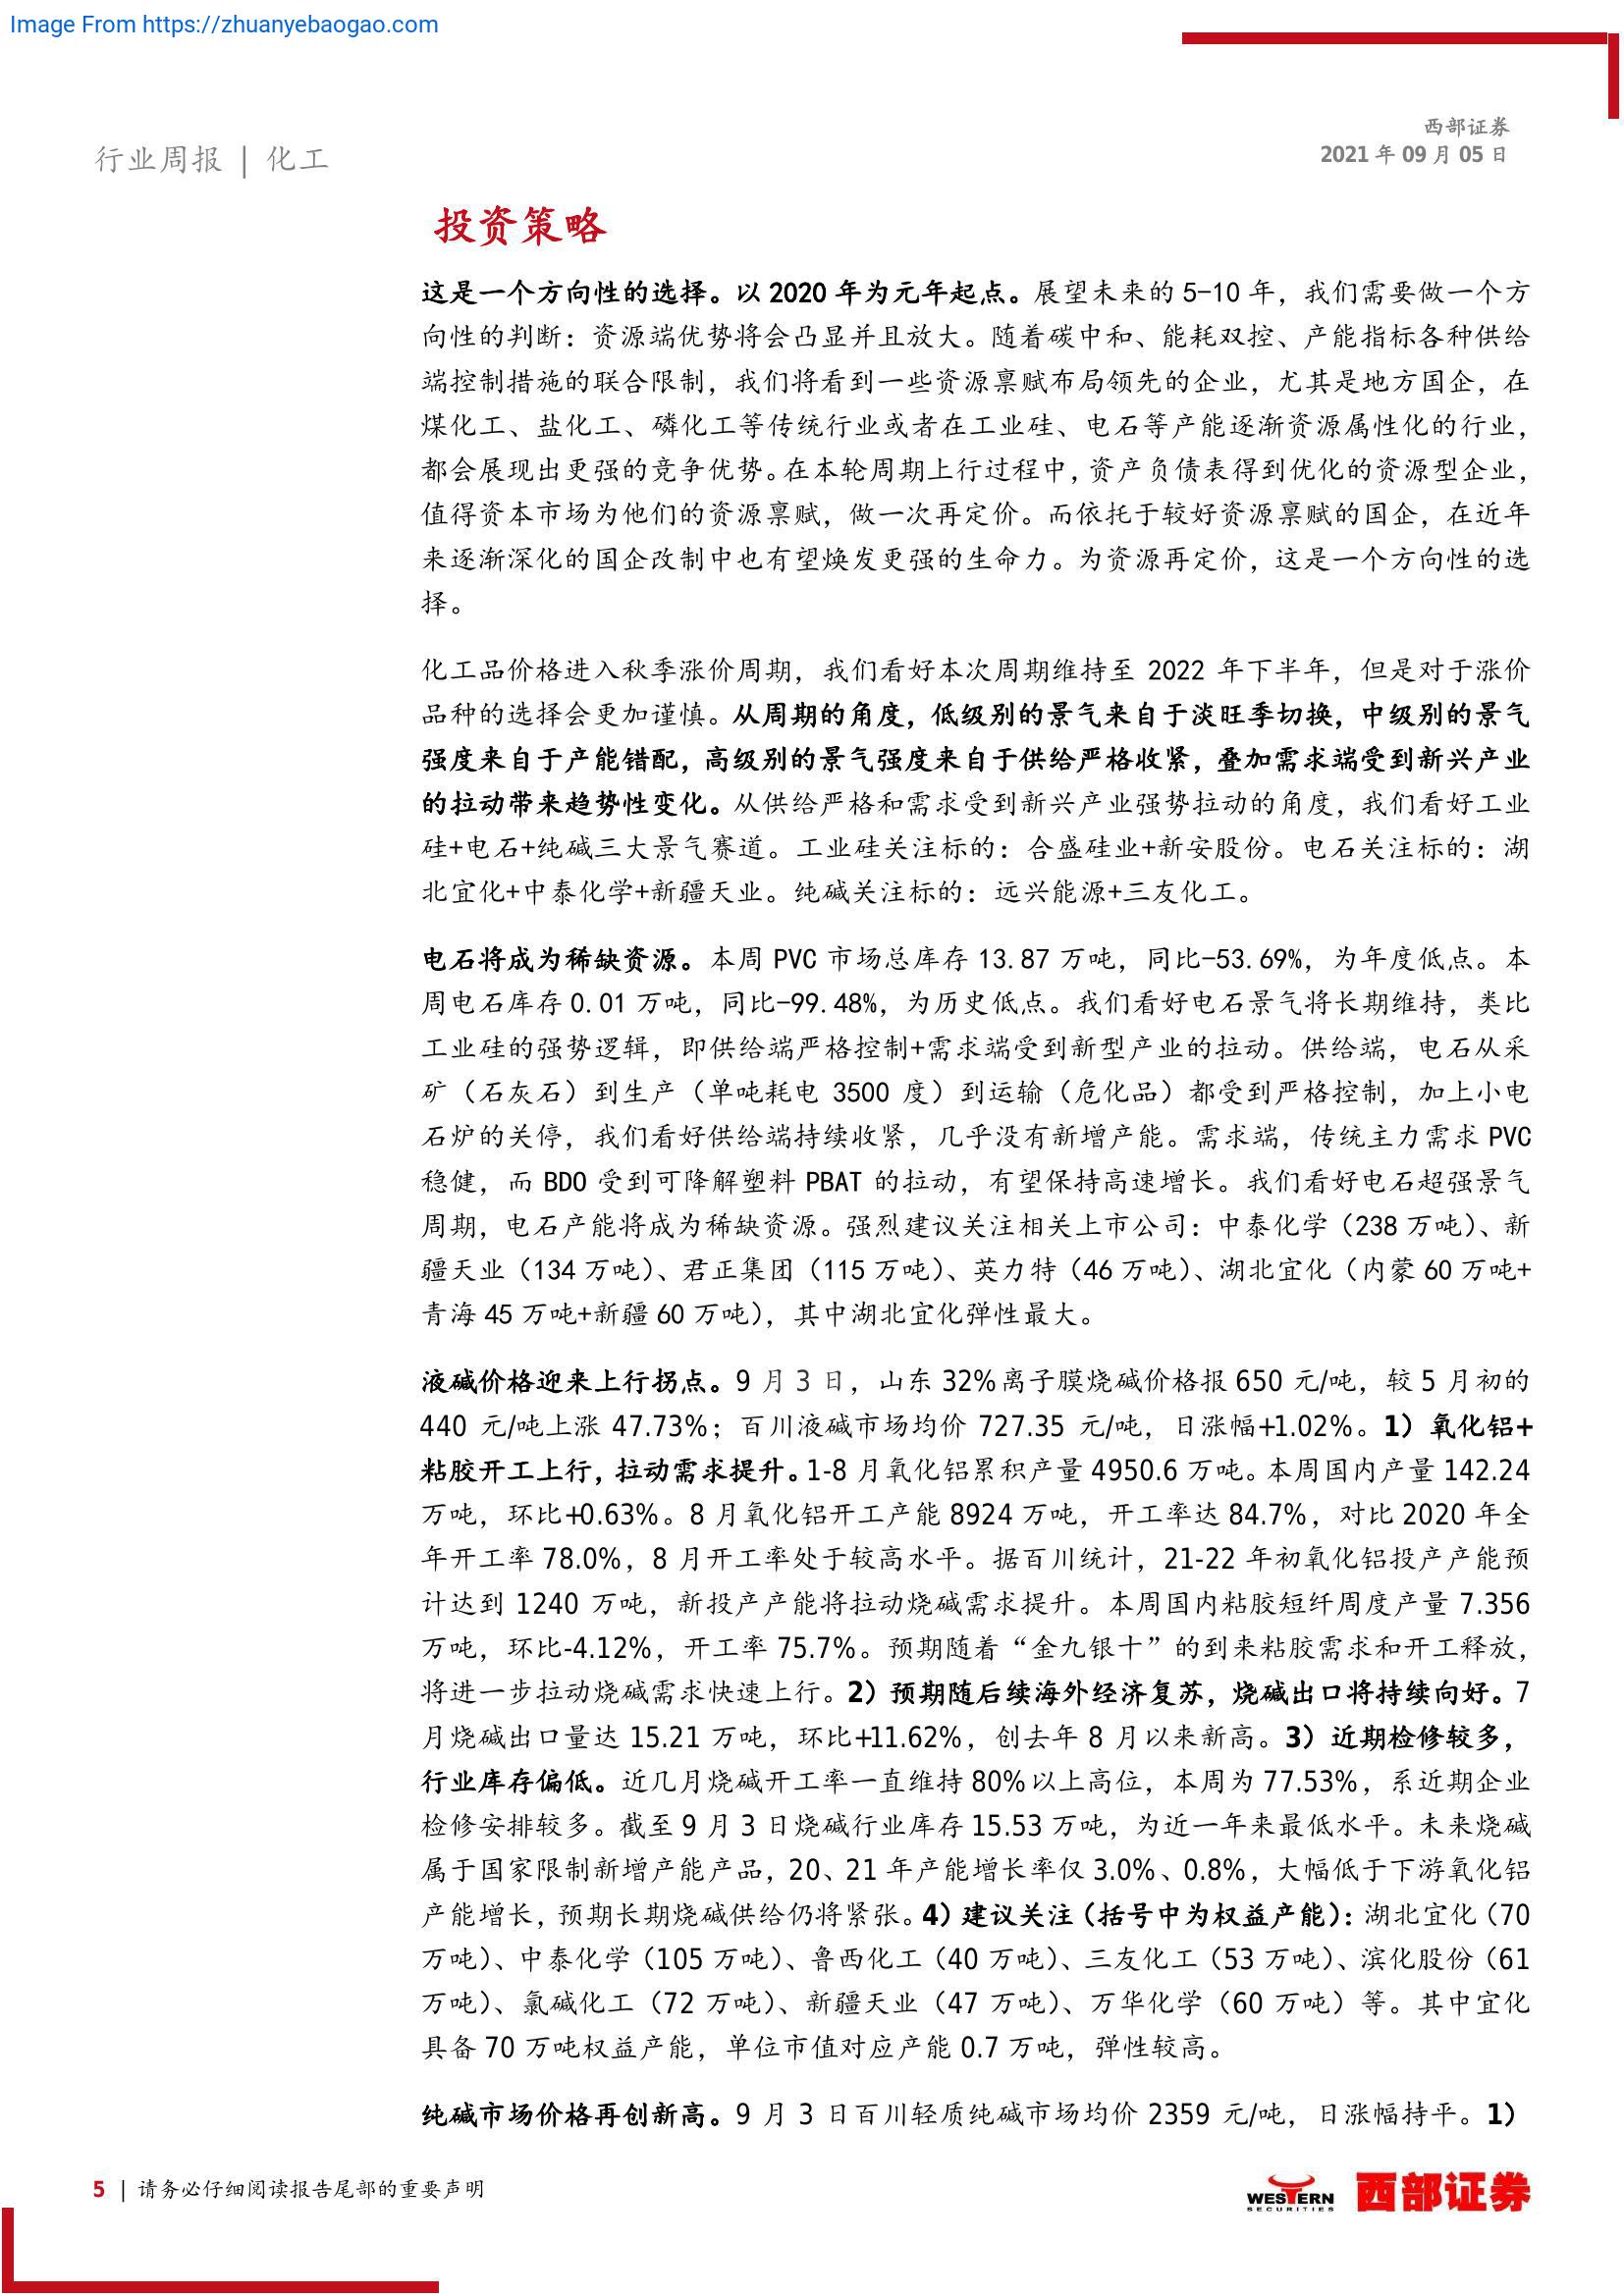 Image From https://zhuanyebaogao.com
西部证券
2021 年 09 月 05 日
行业周报 | 化工
投资策略
这是一个方向性的选择。以 2020 年为元年起点。展望未来的 5-10 年，我们需要做一个方
向性的判断：资源端优势将会凸显并且放大。随着碳中和、能耗双控、产能指标各种供给
端控制措施的联合限制，我们将看到一些资源禀赋布局领先的企业，尤其是地方国企，在
煤化工、盐化工、磷化工等传统行业或者在工业硅、电石等产能逐渐资源属性化的行业，
都会展现出更强的竞争优势。在本轮周期上行过程中，资产负债表得到优化的资源型企业，
值得资本市场为他们的资源禀赋，做一次再定价。而依托于较好资源禀赋的国企，在近年
来逐渐深化的国企改制中也有望焕发更强的生命力。为资源再定价，这是一个方向性的选
择。
化工品价格进入秋季涨价周期，我们看好本次周期维持至 2022 年下半年，但是对于涨价
品种的选择会更加谨慎。从周期的角度，低级别的景气来自于淡旺季切换，中级别的景气
强度来自于产能错配，高级别的景气强度来自于供给严格收紧，叠加需求端受到新兴产业
的拉动带来趋势性变化。从供给严格和需求受到新兴产业强势拉动的角度，我们看好工业
硅+电石+纯碱三大景气赛道。工业硅关注标的：合盛硅业+新安股份。电石关注标的：湖
北宜化+中泰化学+新疆天业。纯碱关注标的：远兴能源+三友化工。
电石将成为稀缺资源。本周 PVC 市场总库存 13.87 万吨，同比-53.69%，为年度低点。本
周电石库存 0.01 万吨，同比-99.48%，为历史低点。我们看好电石景气将长期维持，类比
工业硅的强势逻辑，即供给端严格控制+需求端受到新型产业的拉动。供给端，电石从采
矿（石灰石）到生产（单吨耗电 3500 度）到运输（危化品）都受到严格控制，加上小电
石炉的关停，我们看好供给端持续收紧，几乎没有新增产能。需求端，传统主力需求 PVC
稳健，而 BDO 受到可降解塑料 PBAT 的拉动，有望保持高速增长。我们看好电石超强景气
周期，电石产能将成为稀缺资源。强烈建议关注相关上市公司：中泰化学（238 万吨）、新
疆天业（134 万吨）、君正集团（115 万吨）、英力特（46 万吨）、湖北宜化（内蒙 60 万吨+
青海 45 万吨+新疆 60 万吨），其中湖北宜化弹性最大。
液碱价格迎来上行拐点。9 月 3 日，山东 32%离子膜烧碱价格报 650 元/吨，较 5 月初的
440 元/吨上涨 47.73%；百川液碱市场均价 727.35 元/吨，日涨幅+1.02%。1）氧化铝+
粘胶开工上行，拉动需求提升。1-8 月氧化铝累积产量 4950.6 万吨。本周国内产量 142.24
万吨，环比+0.63%。8 月氧化铝开工产能 8924 万吨，开工率达 84.7%，对比 2020 年全
年开工率 78.0%，8 月开工率处于较高水平。据百川统计，21-22 年初氧化铝投产产能预
计达到 1240 万吨，新投产产能将拉动烧碱需求提升。本周国内粘胶短纤周度产量 7.356
万吨，环比-4.12%，开工率 75.7%。预期随着“金九银十”的到来粘胶需求和开工释放，
将进一步拉动烧碱需求快速上行。2）预期随后续海外经济复苏，烧碱出口将持续向好。7
月烧碱出口量达 15.21 万吨，环比+11.62%，创去年 8 月以来新高。3）近期检修较多，
行业库存偏低。近几月烧碱开工率一直维持 80%以上高位，本周为 77.53%，系近期企业
检修安排较多。截至 9 月 3 日烧碱行业库存 15.53 万吨，为近一年来最低水平。未来烧碱
属于国家限制新增产能产品，20、21 年产能增长率仅 3.0%、0.8%，大幅低于下游氧化铝
产能增长，预期长期烧碱供给仍将紧张。4）建议关注（括号中为权益产能）：湖北宜化（70
万吨）、中泰化学（105 万吨）、鲁西化工（40 万吨）、三友化工（53 万吨）、滨化股份（61
万吨）、氯碱化工（72 万吨）、新疆天业（47 万吨）、万华化学（60 万吨）等。其中宜化
具备 70 万吨权益产能，单位市值对应产能 0.7 万吨，弹性较高。
纯碱市场价格再创新高。9 月 3 日百川轻质纯碱市场均价 2359 元/吨，日涨幅持平。1）
5 | 请务必仔细阅读报告尾部的重要声明
WESTERN
SECURITIES
西部证券